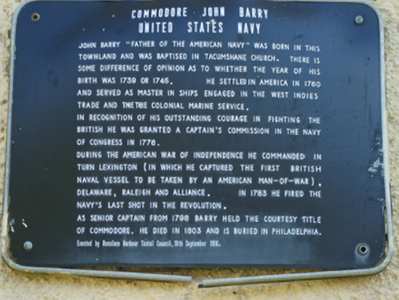 COMMODORE JOHN BARRY
UNITED STATES NAVY
JOHN BARRY "FATHER OF THE AMERICAN NAVY" WAS BORN IN THIS
TOWNLAND AND WAS BAPTISED IN TACUMSHANE CHURCH. THERE IS
SOME DIFFERENCE OF OPINION AS TO WHETHER THE YEAR OF HIS
BIRTH WAS 1739 OR 1745. HE SETTLED IN AMERICA IN 1760
AND SERVED AS MASTER IN SHIPS ENGAGED IN THE WEST INDIES
TRADE AND THE COLONIAL MARINE SERVICE.
IN RECOGNITION OF HIS OUTSTANDING COURAGE IN FIGHTING THE
BRITISH HE WAS GRANTED A CAPTAIN'S COMMISSION IN THE NAVY
OF CONGRESS IN 1776.
DURING THE AMERICAN WAR OF INDEPENDENCE HE COMMANDED IN
TURN LEXINGTON (IN WHICH HE CAPTURED THE FIRST BRITISH
NAVAL VESSEL TO BE TAKEN BY AN AMERICAN MAN-OF-WAR),
DELAWARE, RALEIGH AND ALLIANCE. IN 1783 HE FIRED THE
NAVY'S LAST SHOT IN THE REVOLUTION.
AS SENIOR CAPTAIN FROM 1798 BARRY HELD THE COURTESY TITLE
OF COMMODORE. HE DIED IN 1803 AND IS BURIED IN PHILADELPHIA.
Erected by Harbour Council, September